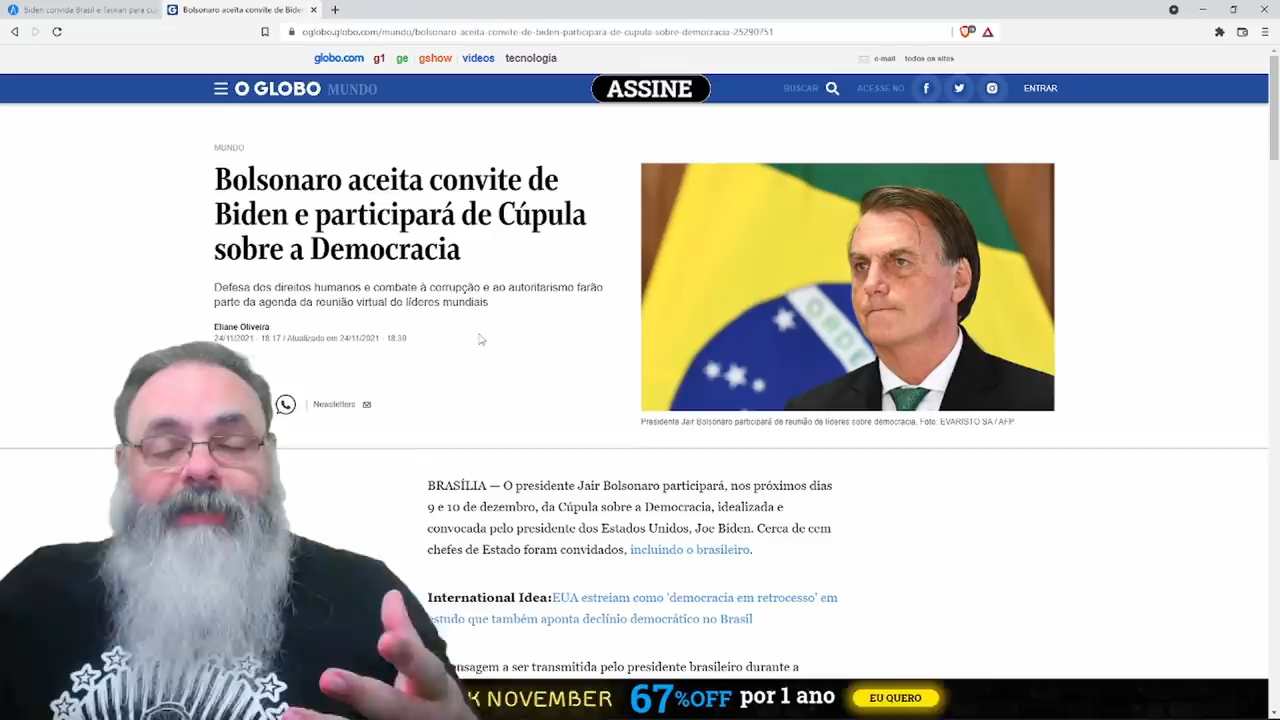 Biden convida Brasil e Taiwan para cú
Bolsonaro aceita convite de Biden
oglobo.globo.com/mundo/bolsonaro-aceita-convite-de-biden-participara-de-cupula-sobre-democracia-25290751
globo.com g1 ge gshow videos tecnologia
e-mail todos os sites
O GLOBO MUNDO
ASSINE
BUSCAR
ACESSE NO
ENTRAR
MUNDO
Bolsonaro aceita convite de
Biden e participará de Cúpula
sobre a Democracia
Defesa dos direitos humanos e combate à corrupção e ao autoritarismo farão
parte da agenda da reunião virtual de líderes mundiais
Eliane Oliveira
24/11/2021 - 18:17 / Atualizado em 24/11/2021 - 18:39
Newsletters
Presidente Jair Bolsonaro participará de reunião de líderes sobre democracia. Foto: EVARISTO SA / AFP
BRASÍLIA — O presidente Jair Bolsonaro participará, nos próximos dias
9 e 10 de dezembro, da Cúpula sobre a Democracia, idealizada e
convocada pelo presidente dos Estados Unidos, Joe Biden. Cerca de cem
chefes de Estado foram convidados, incluindo o brasileiro.
International Idea:EUA estreiam como 'democracia em retrocesso' em
estudo que também aponta declínio democrático no Brasil
mensagem a ser transmitida pelo presidente brasileiro durante a
K NOVEMBER 67%OFF por 1 ano EU QUERO